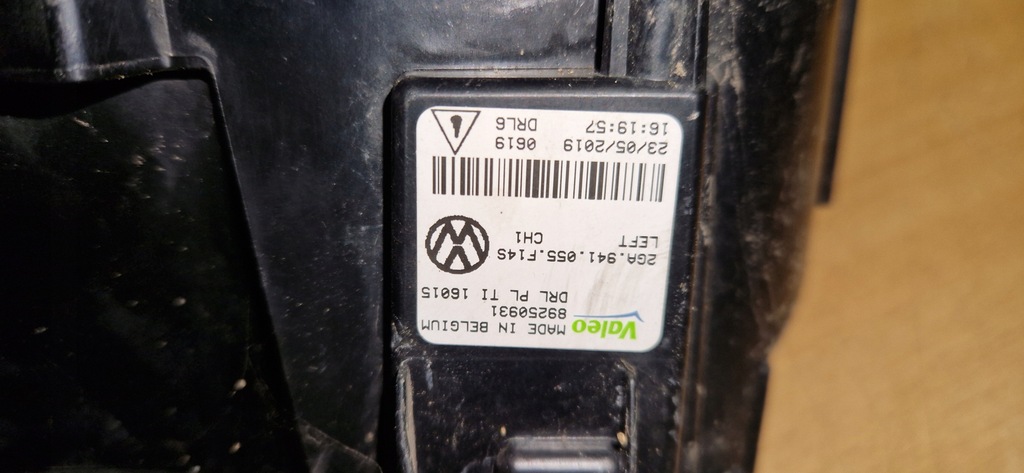 Valeo MADE IN BELGIUM
89250931
DRL PL TI 16015
2GA.941.055.F14S
LEFT CH1
23/05/2019 0619
16:19:57 DRL6